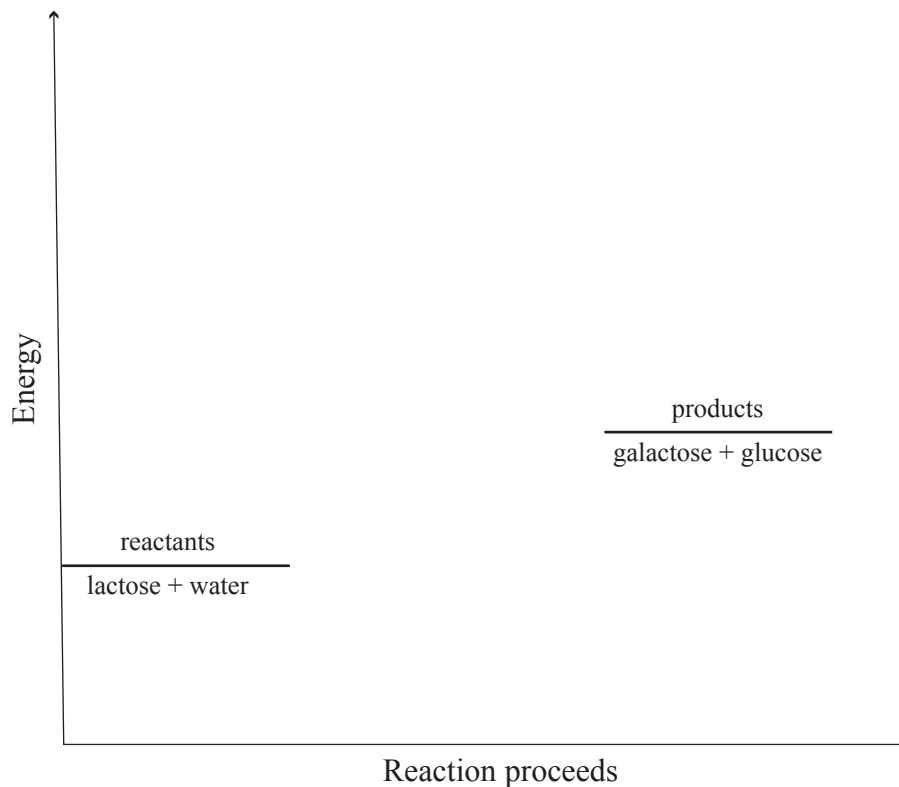 Energy
products
galactose + glucose
reactants
lactose + water
Reaction proceeds